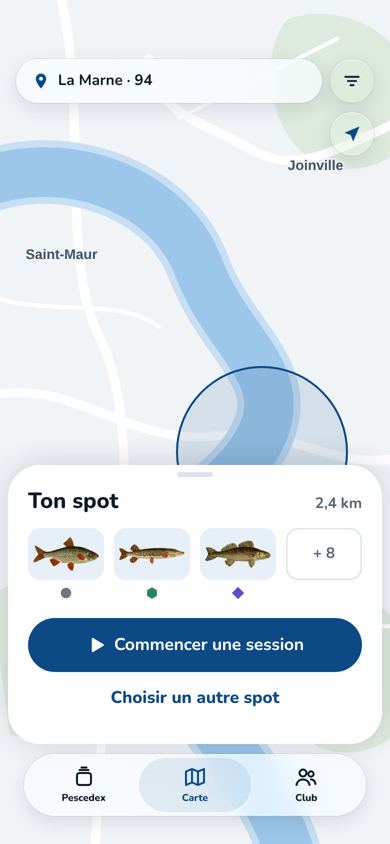 La Marne · 94
Joinville
Saint-Maur
Ton spot
2,4 km
+ 8
Commencer une session
Choisir un autre spot
Pescedex
Carte
Club